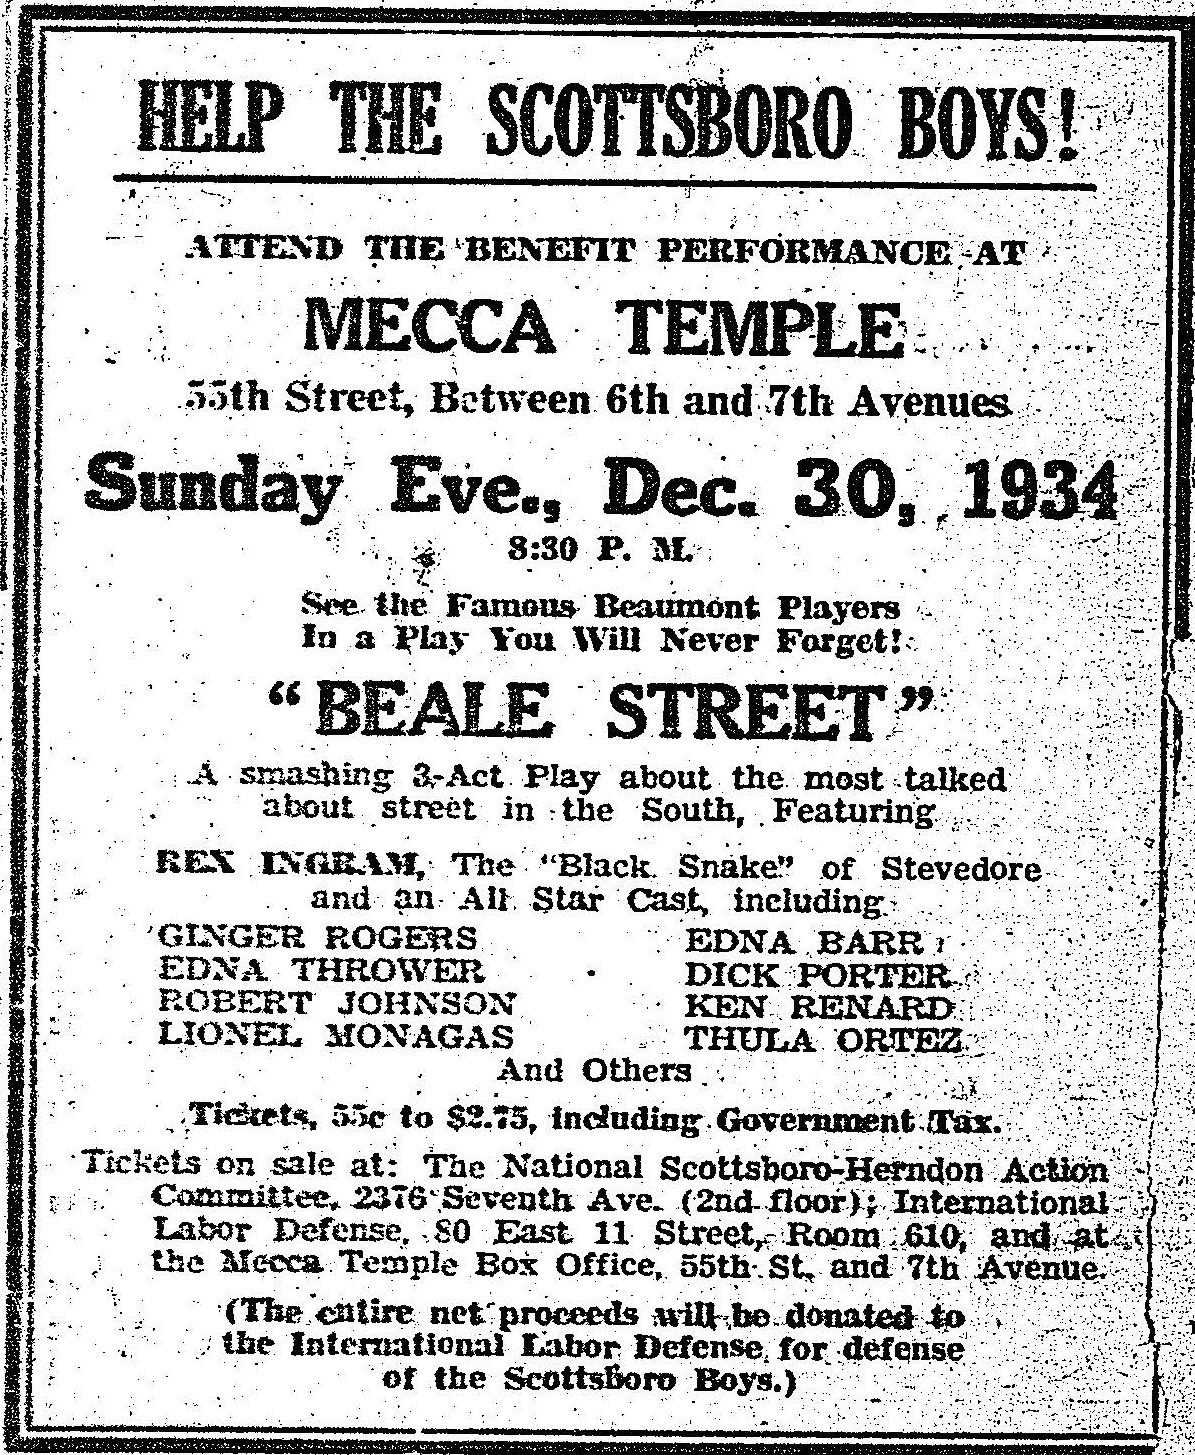 HELP THE SCOTTSBORO BOYS!
ATTEND THE BENEFIT PERFORMANCE AT
MECCA TEMPLE
55th Street, Between 6th and 7th Avenues
Sunday Eve., Dec. 30, 1934
8:30 P. M.
See the Famous Beaumont Players
In a Play You Will Never Forget!
“BEALE STREET”
A smashing 3-Act Play about the most talked
about street in the South, Featuring
REX INGRAM, The “Black Snake” of Stevedore
and an All Star Cast, including
GINGER ROGERS EDNA BARR
EDNA THROWER DICK PORTER
ROBERT JOHNSON KEN RENARD
LIONEL MONAGAS THULA ORTEZ
And Others
Tickets, 55c to $2.75, including Government Tax.
Tickets on sale at: The National Scottsboro-Herndon Action
Committee, 2376 Seventh Ave. (2nd floor); International
Labor Defense, 80 East 11 Street, Room 610, and at
the Mecca Temple Box Office, 55th St. and 7th Avenue.
(The entire net proceeds will be donated to
the International Labor Defense for defense
of the Scottsboro Boys.)